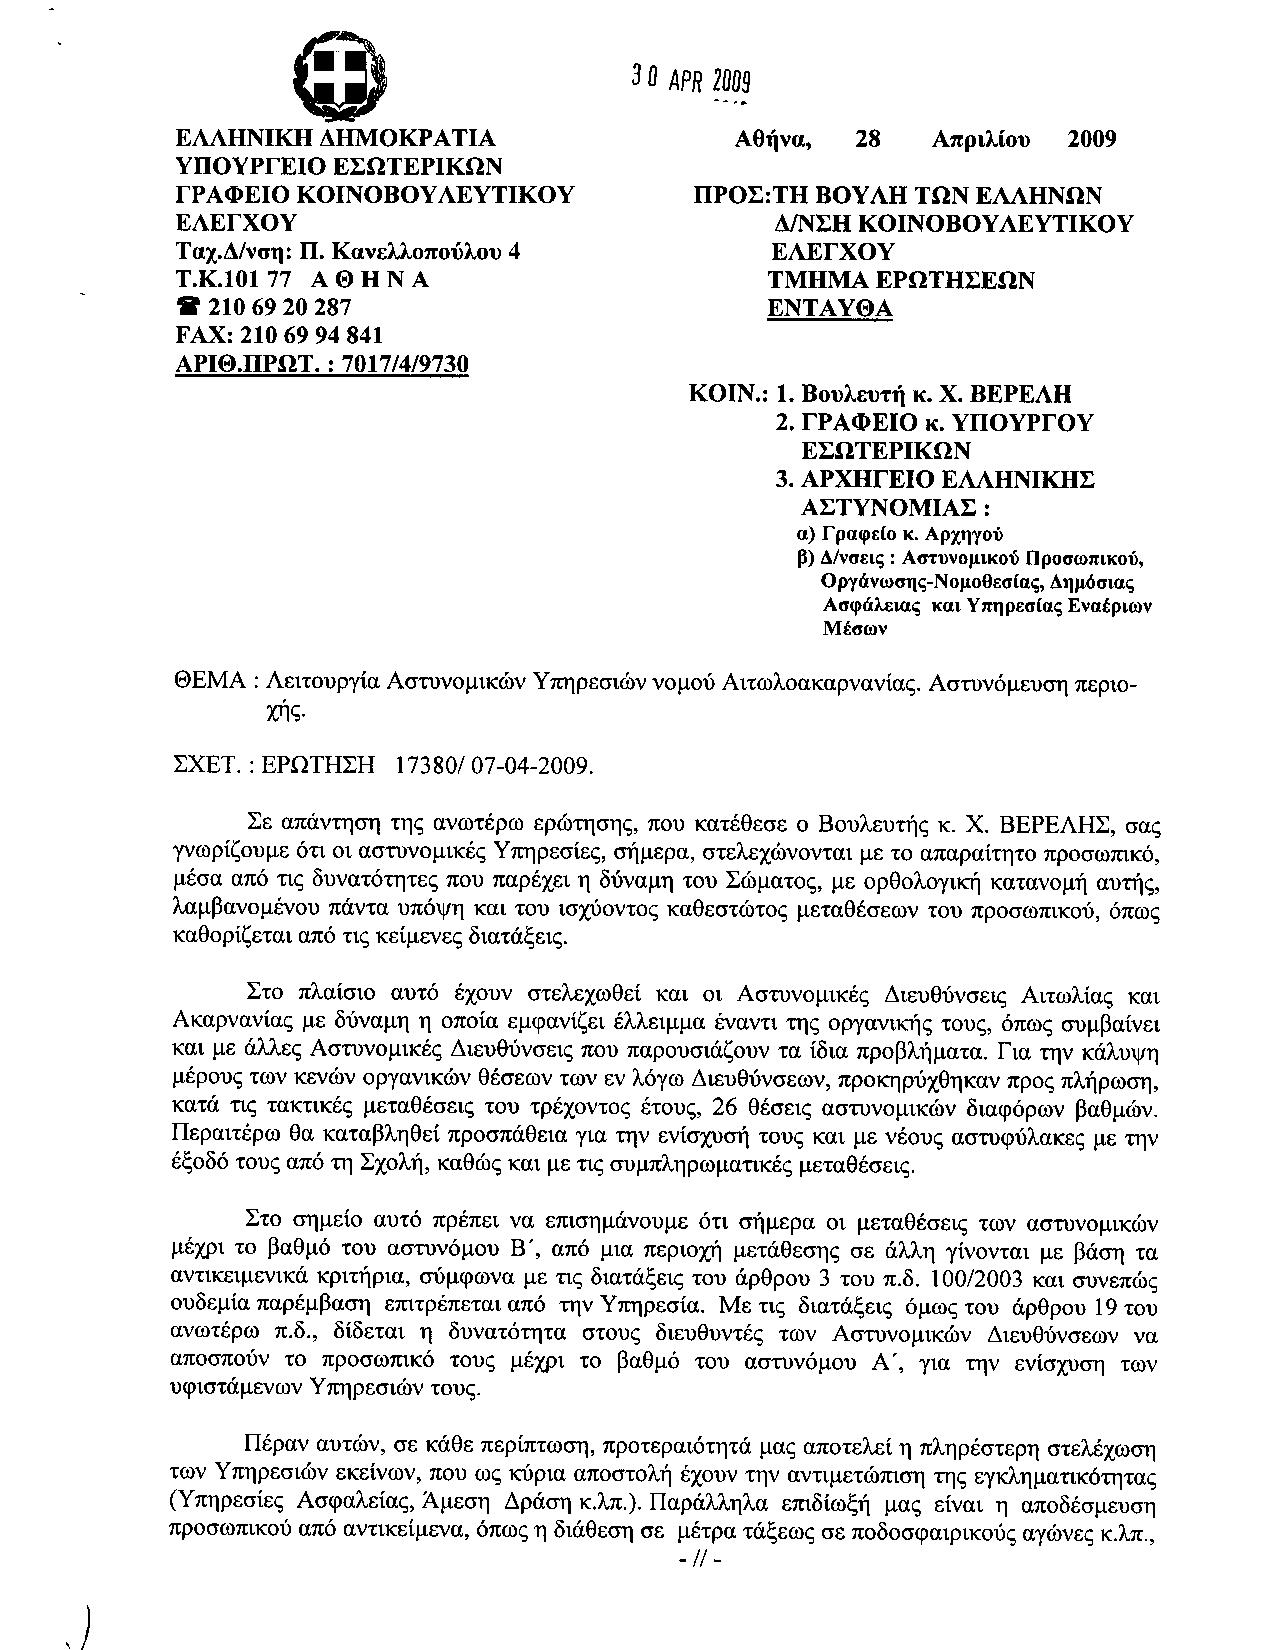 30 APR 2009
ΕΛΛΗΝΙΚΗ ΔΗΜΟΚΡΑΤΙΑ
ΥΠΟΥΡΓΕΙΟ ΕΣΩΤΕΡΙΚΩΝ
ΓΡΑΦΕΙΟ ΚΟΙΝΟΒΟΥΛΕΥΤΙΚΟΥ
ΕΛΕΓΧΟΥ
Ταχ.Δ/νση: Π. Κανελλοπούλου 4
Τ.Κ.101 77 Α Θ Η Ν Α
☎ 210 69 20 287
FAX: 210 69 94 841
ΑΡΙΘ.ΠΡΩΤ. : 7017/4/9730
Αθήνα, 28 Απριλίου 2009
ΠΡΟΣ:ΤΗ ΒΟΥΛΗ ΤΩΝ ΕΛΛΗΝΩΝ
Δ/ΝΣΗ ΚΟΙΝΟΒΟΥΛΕΥΤΙΚΟΥ
ΕΛΕΓΧΟΥ
ΤΜΗΜΑ ΕΡΩΤΗΣΕΩΝ
ΕΝΤΑΥΘΑ
ΚΟΙΝ.: 1. Βουλευτή κ. Χ. ΒΕΡΕΛΗ
2. ΓΡΑΦΕΙΟ κ. ΥΠΟΥΡΓΟΥ
ΕΣΩΤΕΡΙΚΩΝ
3. ΑΡΧΗΓΕΙΟ ΕΛΛΗΝΙΚΗΣ
ΑΣΤΥΝΟΜΙΑΣ :
α) Γραφείο κ. Αρχηγού
β) Δ/νσεις : Αστυνομικού Προσωπικού,
Οργάνωσης-Νομοθεσίας, Δημόσιας
Ασφάλειας και Υπηρεσίας Εναέριων
Μέσων
ΘΕΜΑ : Λειτουργία Αστυνομικών Υπηρεσιών νομού Αιτωλοακαρνανίας. Αστυνόμευση περιο-
χής.
ΣΧΕΤ. : ΕΡΩΤΗΣΗ 17380/ 07-04-2009.
Σε απάντηση της ανωτέρω ερώτησης, που κατέθεσε ο Βουλευτής κ. Χ. ΒΕΡΕΛΗΣ, σας
γνωρίζουμε ότι οι αστυνομικές Υπηρεσίες, σήμερα, στελεχώνονται με το απαραίτητο προσωπικό,
μέσα από τις δυνατότητες που παρέχει η δύναμη του Σώματος, με ορθολογική κατανομή αυτής,
λαμβανομένου πάντα υπόψη και του ισχύοντος καθεστώτος μεταθέσεων του προσωπικού, όπως
καθορίζεται από τις κείμενες διατάξεις.
Στο πλαίσιο αυτό έχουν στελεχωθεί και οι Αστυνομικές Διευθύνσεις Αιτωλίας και
Ακαρνανίας με δύναμη η οποία εμφανίζει έλλειμμα έναντι της οργανικής τους, όπως συμβαίνει
και με άλλες Αστυνομικές Διευθύνσεις που παρουσιάζουν τα ίδια προβλήματα. Για την κάλυψη
μέρους των κενών οργανικών θέσεων των εν λόγω Διευθύνσεων, προκηρύχθηκαν προς πλήρωση,
κατά τις τακτικές μεταθέσεις του τρέχοντος έτους, 26 θέσεις αστυνομικών διαφόρων βαθμών.
Περαιτέρω θα καταβληθεί προσπάθεια για την ενίσχυσή τους και με νέους αστυφύλακες με την
έξοδό τους από τη Σχολή, καθώς και με τις συμπληρωματικές μεταθέσεις.
Στο σημείο αυτό πρέπει να επισημάνουμε ότι σήμερα οι μεταθέσεις των αστυνομικών
μέχρι το βαθμό του αστυνόμου Β΄, από μια περιοχή μετάθεσης σε άλλη γίνονται με βάση τα
αντικειμενικά κριτήρια, σύμφωνα με τις διατάξεις του άρθρου 3 του π.δ. 100/2003 και συνεπώς
ουδεμία παρέμβαση επιτρέπεται από την Υπηρεσία. Με τις διατάξεις όμως του άρθρου 19 του
ανωτέρω π.δ., δίδεται η δυνατότητα στους διευθυντές των Αστυνομικών Διευθύνσεων να
αποσπούν το προσωπικό τους μέχρι το βαθμό του αστυνόμου Α΄, για την ενίσχυση των
υφιστάμενων Υπηρεσιών τους.
Πέραν αυτών, σε κάθε περίπτωση, προτεραιότητά μας αποτελεί η πληρέστερη στελέχωση
των Υπηρεσιών εκείνων, που ως κύρια αποστολή έχουν την αντιμετώπιση της εγκληματικότητας
(Υπηρεσίες Ασφαλείας, Άμεση Δράση κ.λπ.). Παράλληλα επιδίωξή μας είναι η αποδέσμευση
προσωπικού από αντικείμενα, όπως η διάθεση σε μέτρα τάξεως σε ποδοσφαιρικούς αγώνες κ.λπ.,
- // -